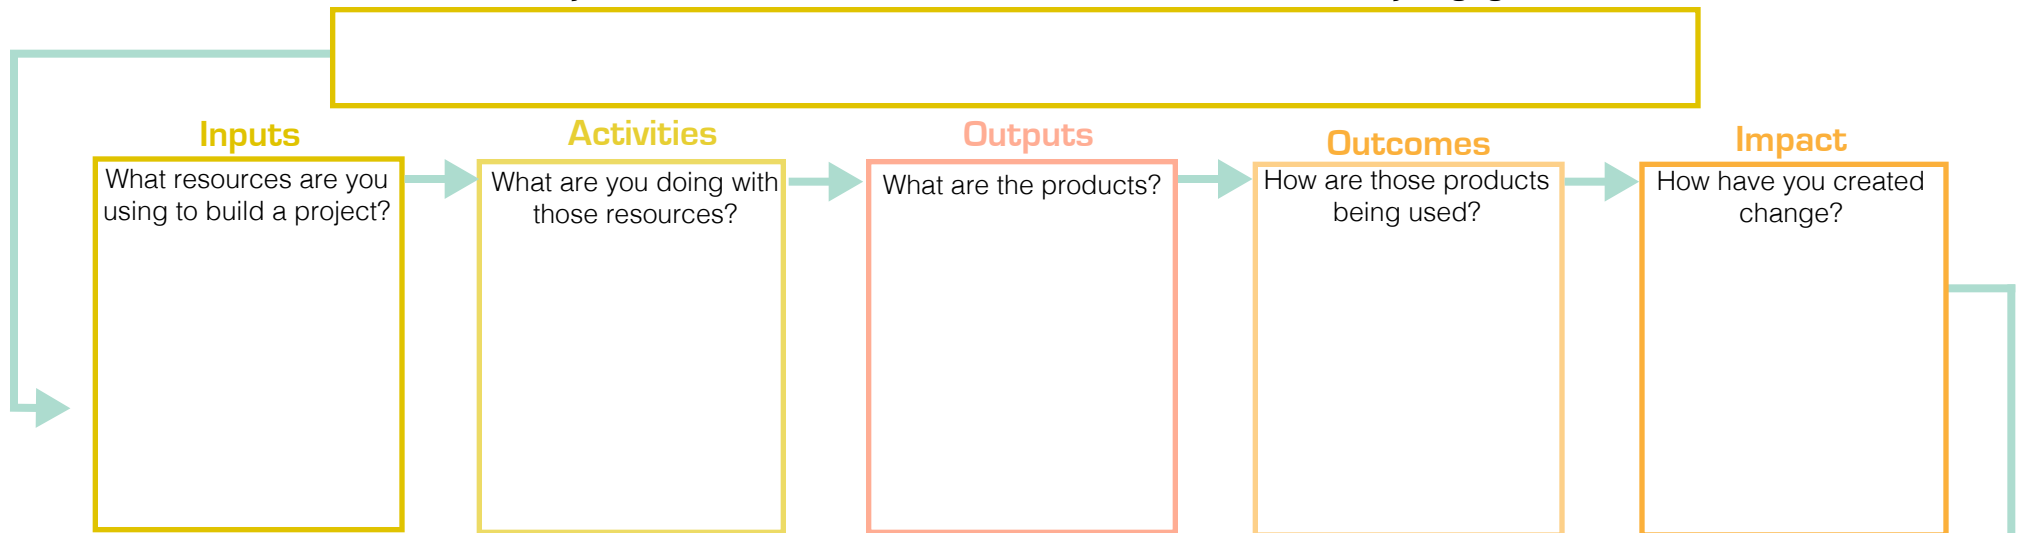 Inputs
Activities
Outputs
Outcomes
Impact
What resources are you
using to build a project?
What are you doing with
those resources?
What are the products?
How are those products
being used?
How have you created
change?